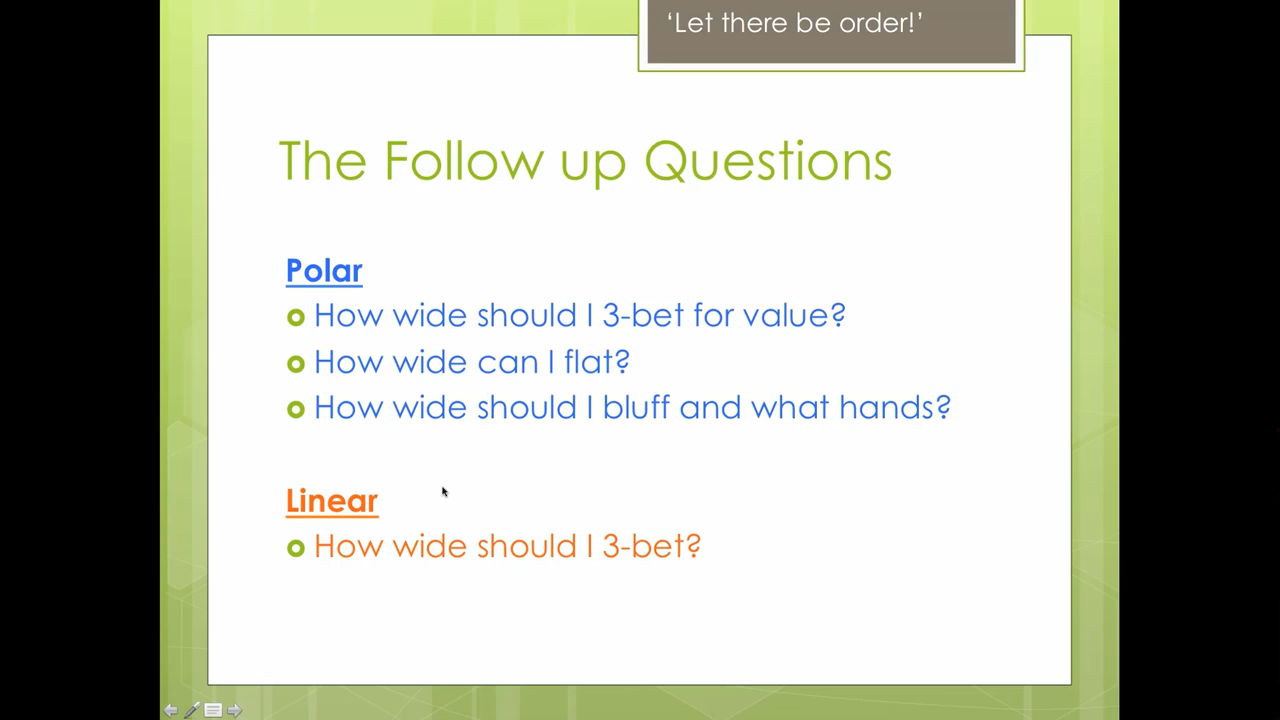 ‘Let there be order!’
The Follow up Questions
Polar
How wide should I 3-bet for value?
How wide can I flat?
How wide should I bluff and what hands?
Linear
How wide should I 3-bet?